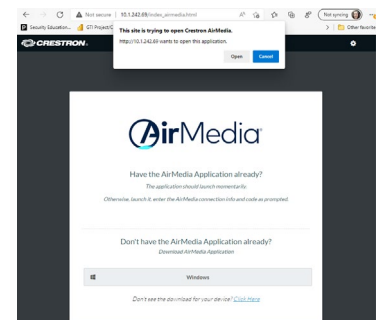 Not secure | 10.1.242.69/index_airmedia.html
Not syncing
Security Education...
GTI Project/C
Other favorite
This site is trying to open Crestron AirMedia.
http://10.1.242.69 wants to open this application.
Open
Cancel
CRESTRON
AirMedia
Have the AirMedia Application already?
The application should launch momentarily.
Otherwise, launch it, enter the AirMedia connection info and code as prompted.
Don't have the AirMedia Application already?
Download AirMedia Application
Windows
Don't see the download for your device? Click Here